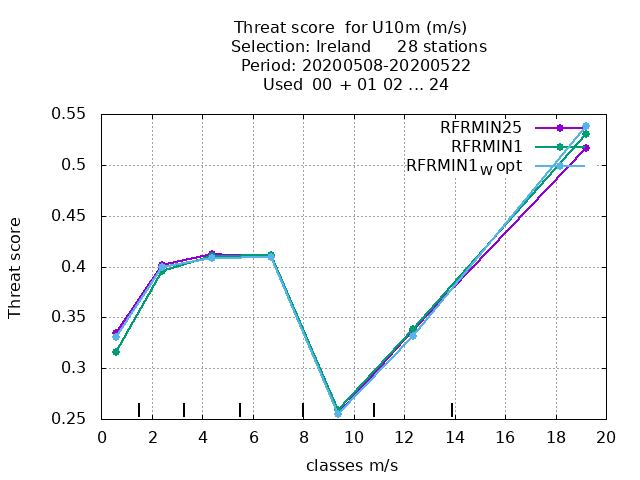 Threat score  for U10m (m/s)
Selection: Ireland     28 stations
Period: 20200508-20200522
Used  00 + 01 02 ... 24
RFRMIN25
RFRMIN1
RFRMIN1W opt
0.55
0.5
0.45
0.4
0.35
0.3
0.25
Threat score
0 2 4 6 8 10 12 14 16 18 20
classes m/s